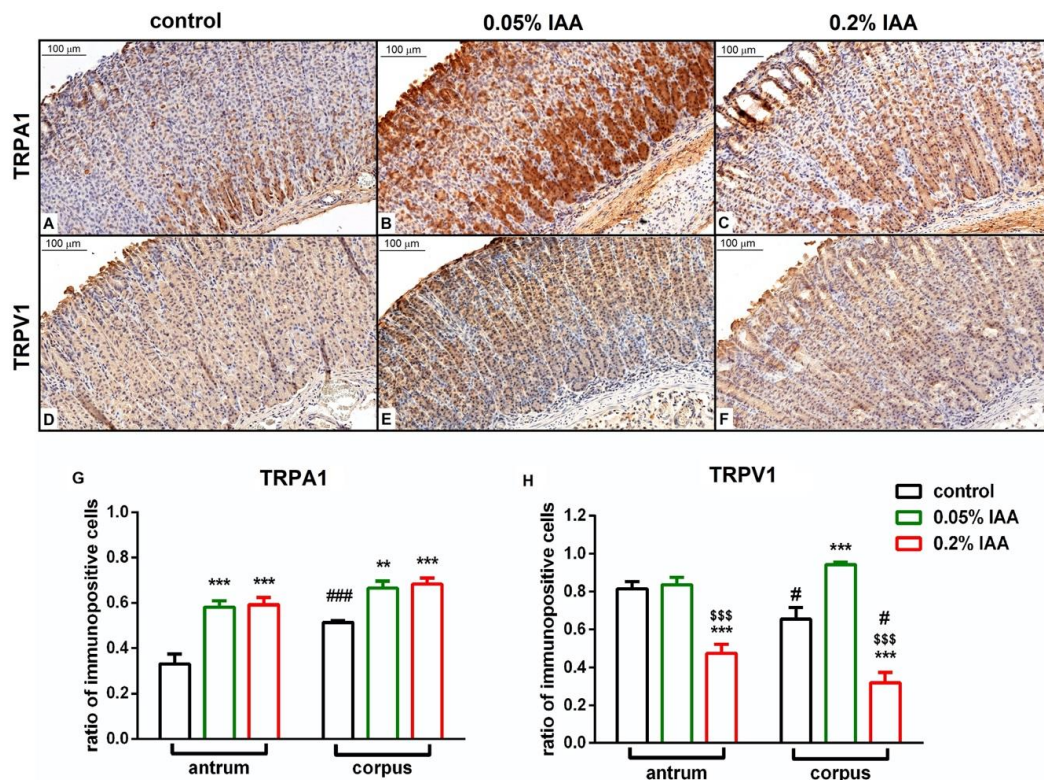 control 0.05% IAA 0.2% IAA
TRPA1
100 µm 100 µm 100 µm
A B C
TRPV1
100 µm 100 µm 100 µm
D E F
G TRPA1
ratio of immunopositive cells
1.0
0.8
0.6
0.4
0.2
0.0
*** ***
### ** ***
antrum corpus
H TRPV1
ratio of immunopositive cells
1.2
1.0
0.8
0.6
0.4
0.2
0.0
$$$
***
# ***
#
$$$
***
antrum corpus
control
0.05% IAA
0.2% IAA